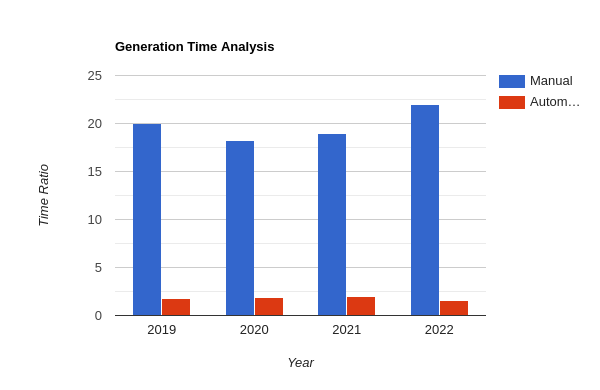 Generation Time Analysis
25
20
15
10
5
0
Time Ratio
2019 2020 2021 2022
Year
Manual
Autom…